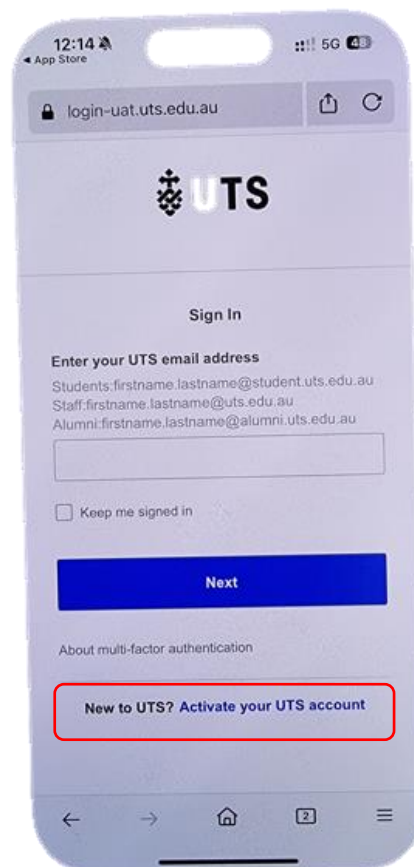 12:14
App Store
5G 48
login-uat.uts.edu.au
UTS
Sign In
Enter your UTS email address
Students:firstname.lastname@student.uts.edu.au
Staff:firstname.lastname@uts.edu.au
Alumni:firstname.lastname@alumni.uts.edu.au
Keep me signed in
Next
About multi-factor authentication
New to UTS? Activate your UTS account
2